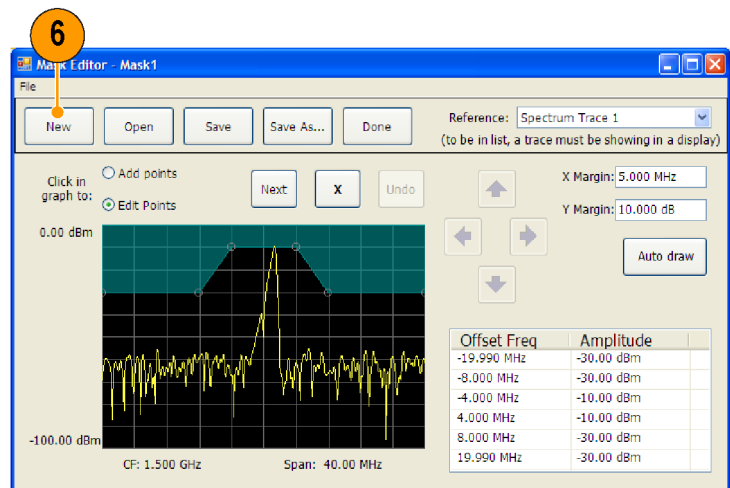 6
Mask Editor - Mask1
File
New
Open
Save
Save As...
Done
Reference: Spectrum Trace 1
(to be in list, a trace must be showing in a display)
Click in
graph to:
Add points
Edit Points
Next
X
Undo
X Margin: 5.000 MHz
Y Margin: 10.000 dB
Auto draw
0.00 dBm
-100.00 dBm
CF: 1.500 GHz Span: 40.00 MHz
Offset Freq Amplitude
-19.990 MHz -30.00 dBm
-8.000 MHz -30.00 dBm
-4.000 MHz -10.00 dBm
4.000 MHz -10.00 dBm
8.000 MHz -30.00 dBm
19.990 MHz -30.00 dBm